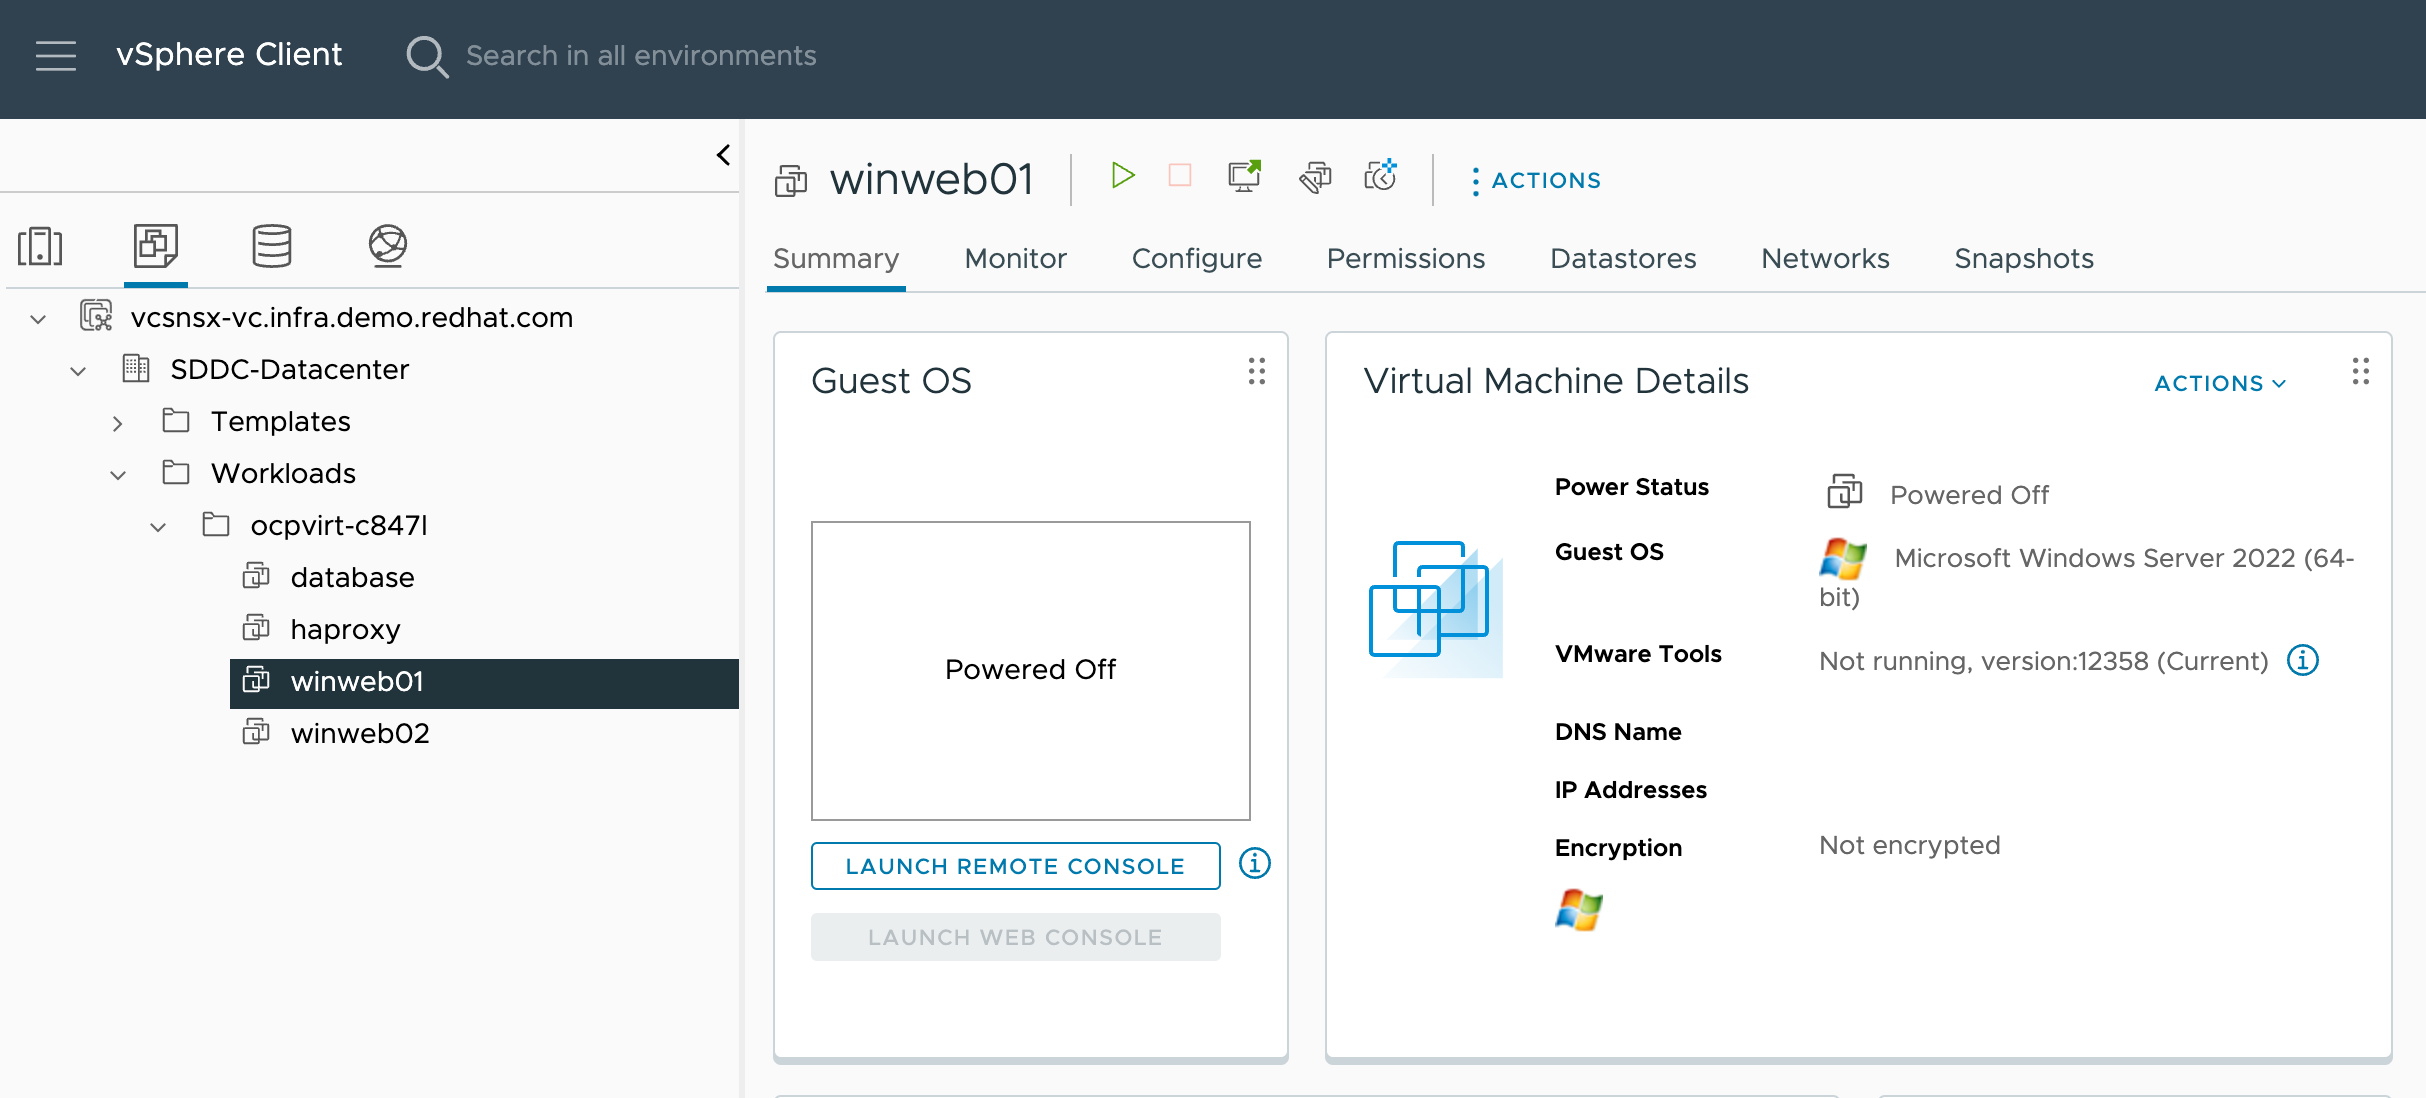 vSphere Client
Search in all environments
vcsnsx-vc.infra.demo.redhat.com
SDDC-Datacenter
Templates
Workloads
ocpvirt-c847l
database
haproxy
winweb01
winweb02
winweb01
ACTIONS
Summary Monitor Configure Permissions Datastores Networks Snapshots
Guest OS
Powered Off
LAUNCH REMOTE CONSOLE
LAUNCH WEB CONSOLE
Virtual Machine Details
ACTIONS
Power Status Powered Off
Guest OS Microsoft Windows Server 2022 (64-
bit)
VMware Tools Not running, version:12358 (Current)
DNS Name
IP Addresses
Encryption Not encrypted